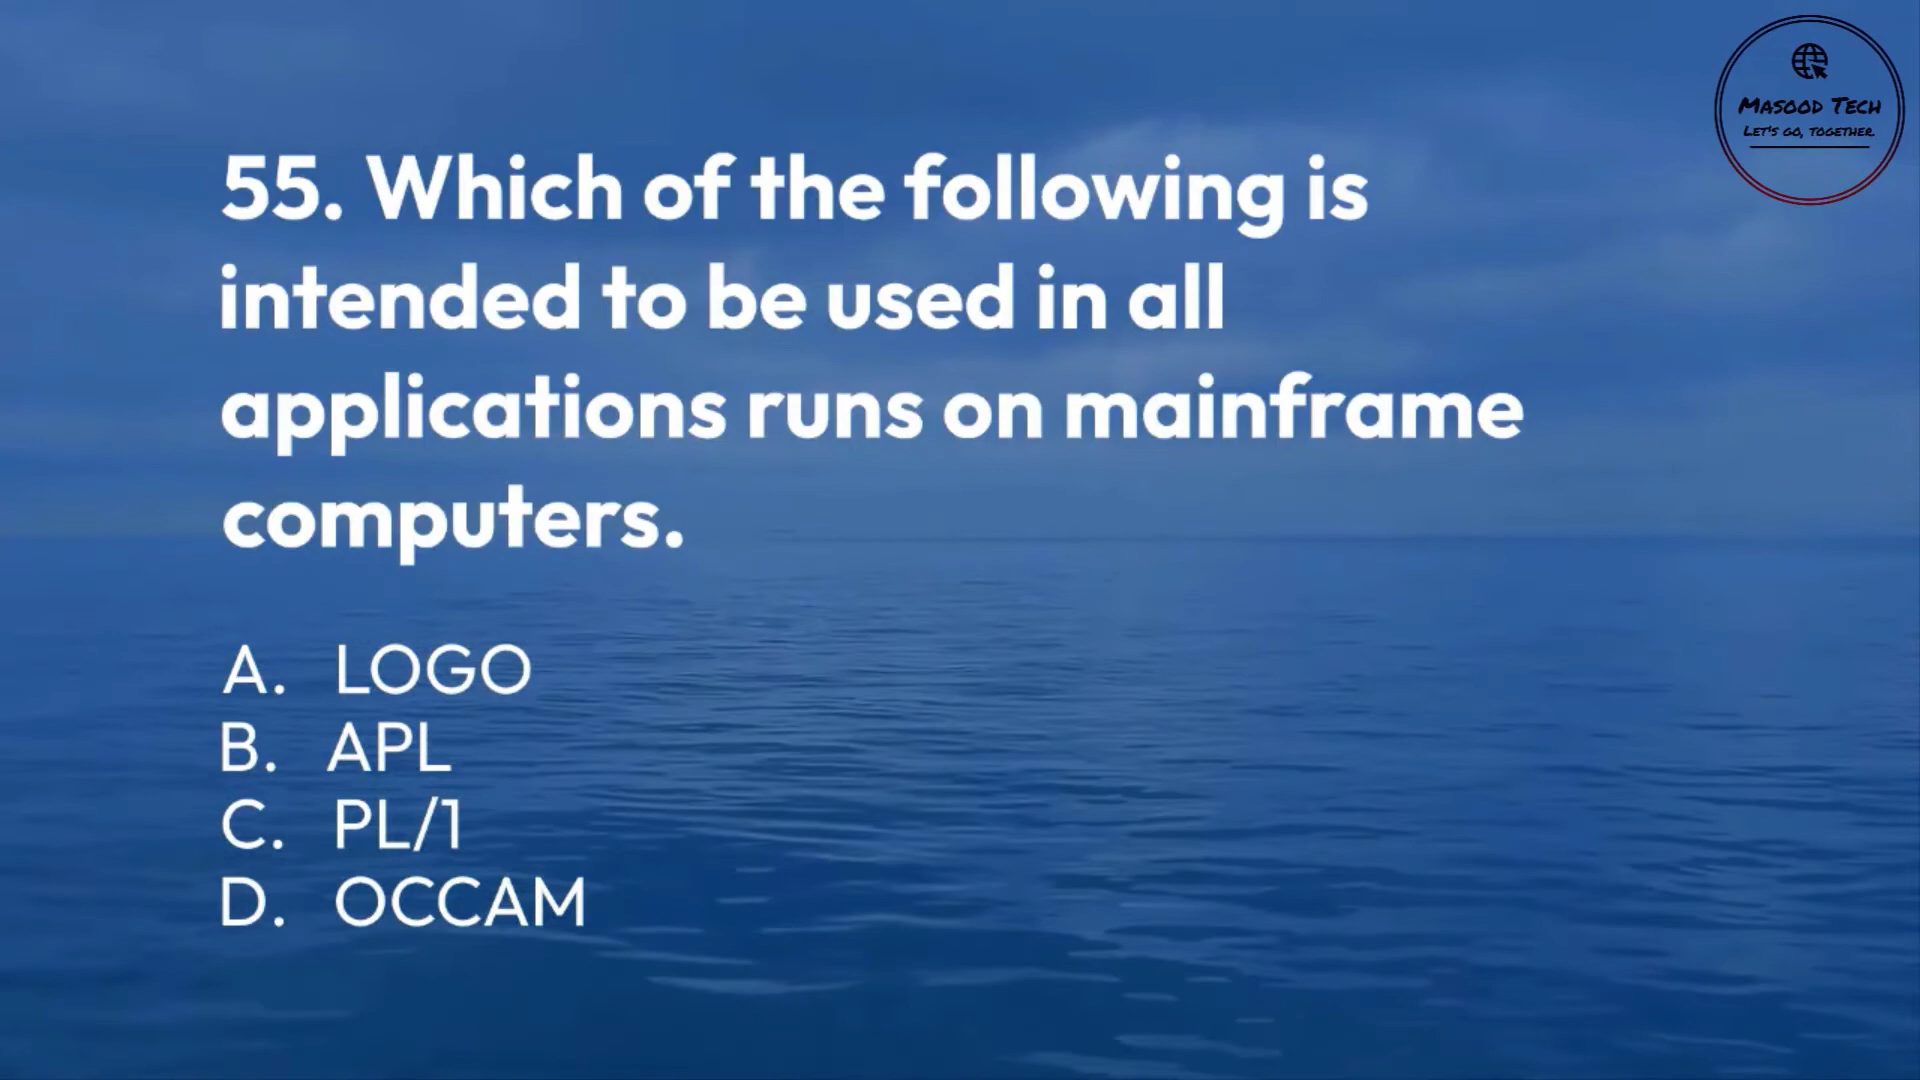 MASOOD TECH
LET'S GO, TOGETHER
55. Which of the following is
intended to be used in all
applications runs on mainframe
computers.
A. LOGO
B. APL
C. PL/1
D. OCCAM